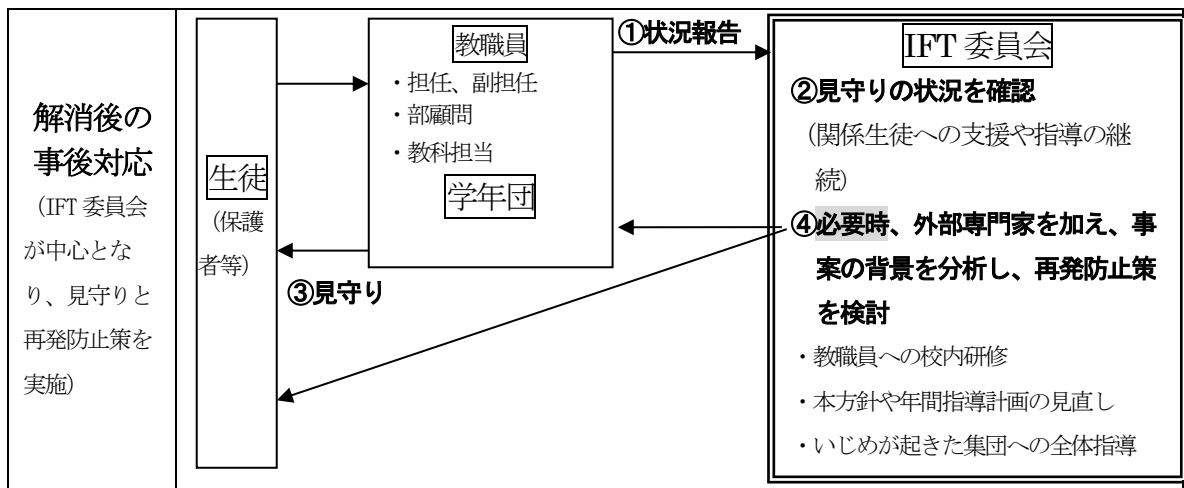 解消後の
事後対応
（IFT 委員会
が中心とな
り、見守りと
再発防止策を
実施）
生徒
（保護
者等）
教職員
・担任、副担任
・部顧問
・教科担当
学年団
①状況報告
③見守り
IFT 委員会
②見守りの状況を確認
（関係生徒への支援や指導の継
続）
④必要時、外部専門家を加え、事
案の背景を分析し、再発防止策
を検討
・教職員への校内研修
・本方針や年間指導計画の見直し
・いじめが起きた集団への全体指導